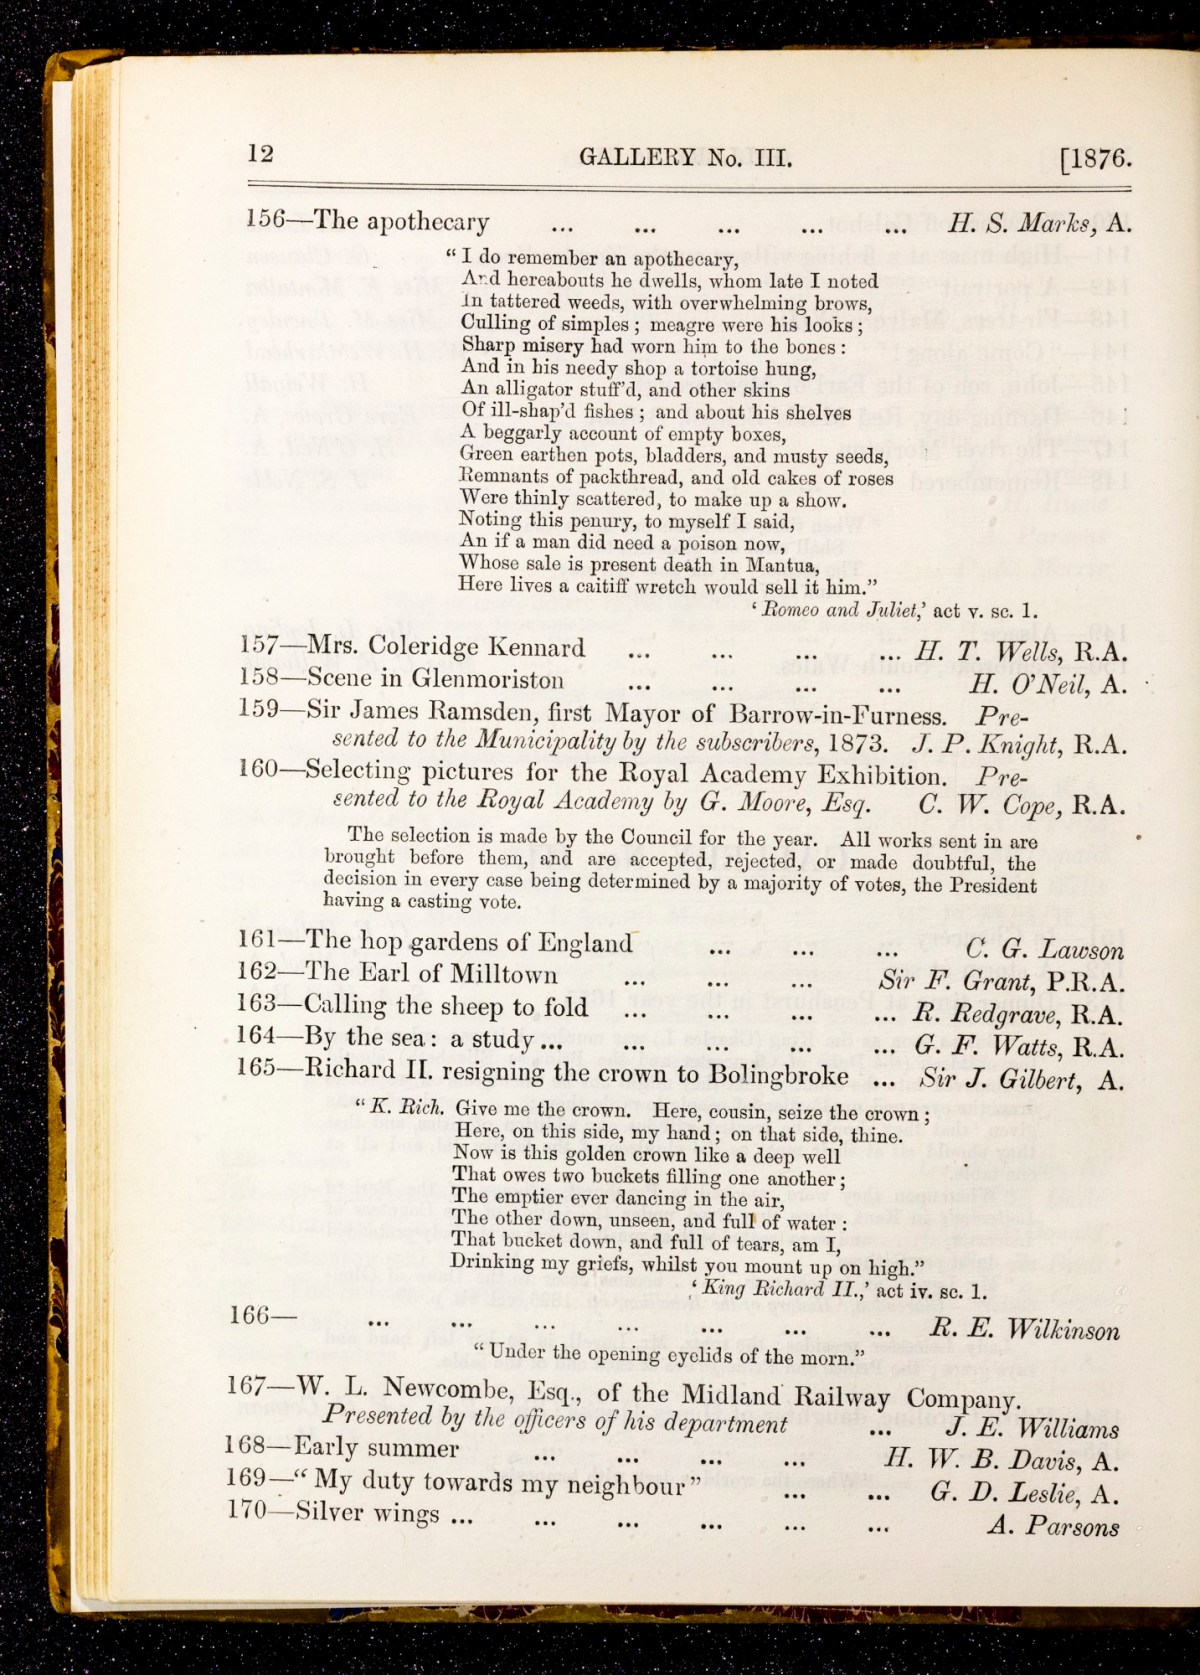 12 GALLERY No. III. [1876.
156—The apothecary ... ... ... ... ... H. S. Marks, A.
“ I do remember an apothecary,
And hereabouts he dwells, whom late I noted
In tattered weeds, with overwhelming brows,
Culling of simples ; meagre were his looks ;
Sharp misery had worn him to the bones :
And in his needy shop a tortoise hung,
An alligator stuff’d, and other skins
Of ill-shap’d fishes ; and about his shelves
A beggarly account of empty boxes,
Green earthen pots, bladders, and musty seeds,
Remnants of packthread, and old cakes of roses
Were thinly scattered, to make up a show.
Noting this penury, to myself I said,
An if a man did need a poison now,
Whose sale is present death in Mantua,
Here lives a caitiff wretch would sell it him.”
‘ Romeo and Juliet,’ act v. sc. 1.
157—Mrs. Coleridge Kennard ... ... ... ... H. T. Wells, R.A.
158—Scene in Glenmoriston ... ... ... ... H. O’Neil, A.
159—Sir James Ramsden, first Mayor of Barrow-in-Furness. Pre-
sented to the Municipality by the subscribers, 1873. J. P. Knight, R.A.
160—Selecting pictures for the Royal Academy Exhibition. Pre-
sented to the Royal Academy by G. Moore, Esq. C. W. Cope, R.A.
The selection is made by the Council for the year. All works sent in are
brought before them, and are accepted, rejected, or made doubtful, the
decision in every case being determined by a majority of votes, the President
having a casting vote.
161—The hop gardens of England ... ... ... C. G. Lawson
162—The Earl of Milltown ... ... ... Sir F. Grant, P.R.A.
163—Calling the sheep to fold ... ... ... ... R. Redgrave, R.A.
164—By the sea: a study ... ... ... ... ... G. F. Watts, R.A.
165—Richard II. resigning the crown to Bolingbroke ... Sir J. Gilbert, A.
“ K. Rich. Give me the crown. Here, cousin, seize the crown ;
Here, on this side, my hand ; on that side, thine.
Now is this golden crown like a deep well
That owes two buckets filling one another ;
The emptier ever dancing in the air,
The other down, unseen, and full of water :
That bucket down, and full of tears, am I,
Drinking my griefs, whilst you mount up on high.”
‘ King Richard II.,’ act iv. sc. 1.
166— ... ... ... ... ... ... ... R. E. Wilkinson
“ Under the opening eyelids of the morn.”
167—W. L. Newcombe, Esq., of the Midland Railway Company.
Presented by the officers of his department ... J. E. Williams
168—Early summer ... ... ... ... H. W. B. Davis, A.
169—“ My duty towards my neighbour” ... ... G. D. Leslie, A.
170—Silver wings ... ... ... ... ... ... A. Parsons